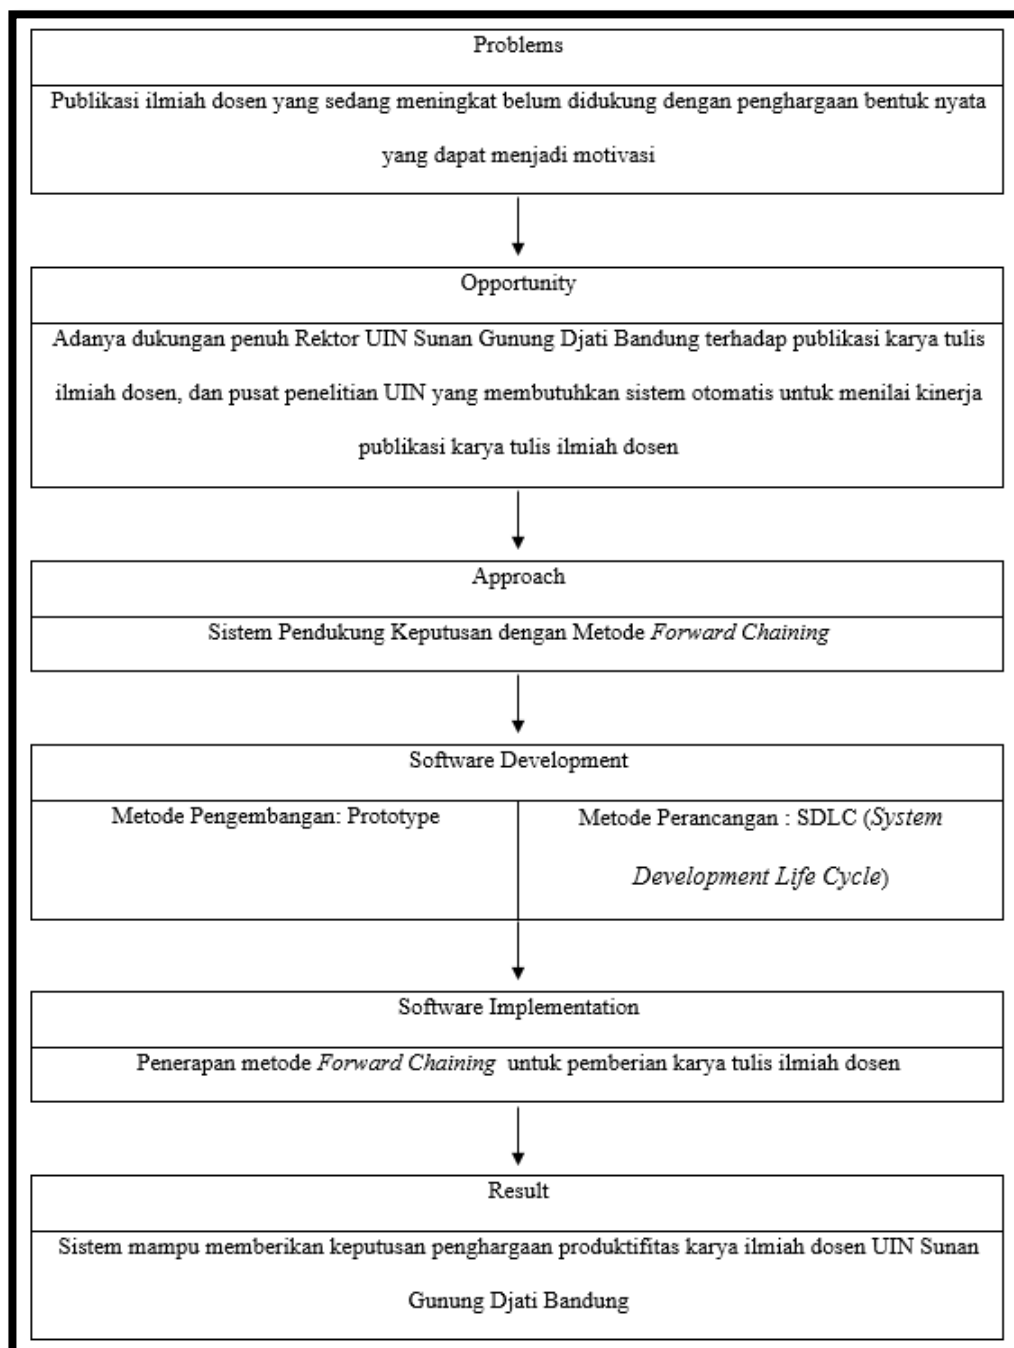 Problems
Publikasi ilmiah dosen yang sedang meningkat belum didukung dengan penghargaan bentuk nyata
yang dapat menjadi motivasi
Opportunity
Adanya dukungan penuh Rektor UIN Sunan Gunung Djati Bandung terhadap publikasi karya tulis
ilmiah dosen, dan pusat penelitian UIN yang membutuhkan sistem otomatis untuk menilai kinerja
publikasi karya tulis ilmiah dosen
Approach
Sistem Pendukung Keputusan dengan Metode Forward Chaining
Software Development
Metode Pengembangan: Prototype
Metode Perancangan : SDLC (System
Development Life Cycle)
Software Implementation
Penerapan metode Forward Chaining untuk pemberian karya tulis ilmiah dosen
Result
Sistem mampu memberikan keputusan penghargaan produktifitas karya ilmiah dosen UIN Sunan
Gunung Djati Bandung